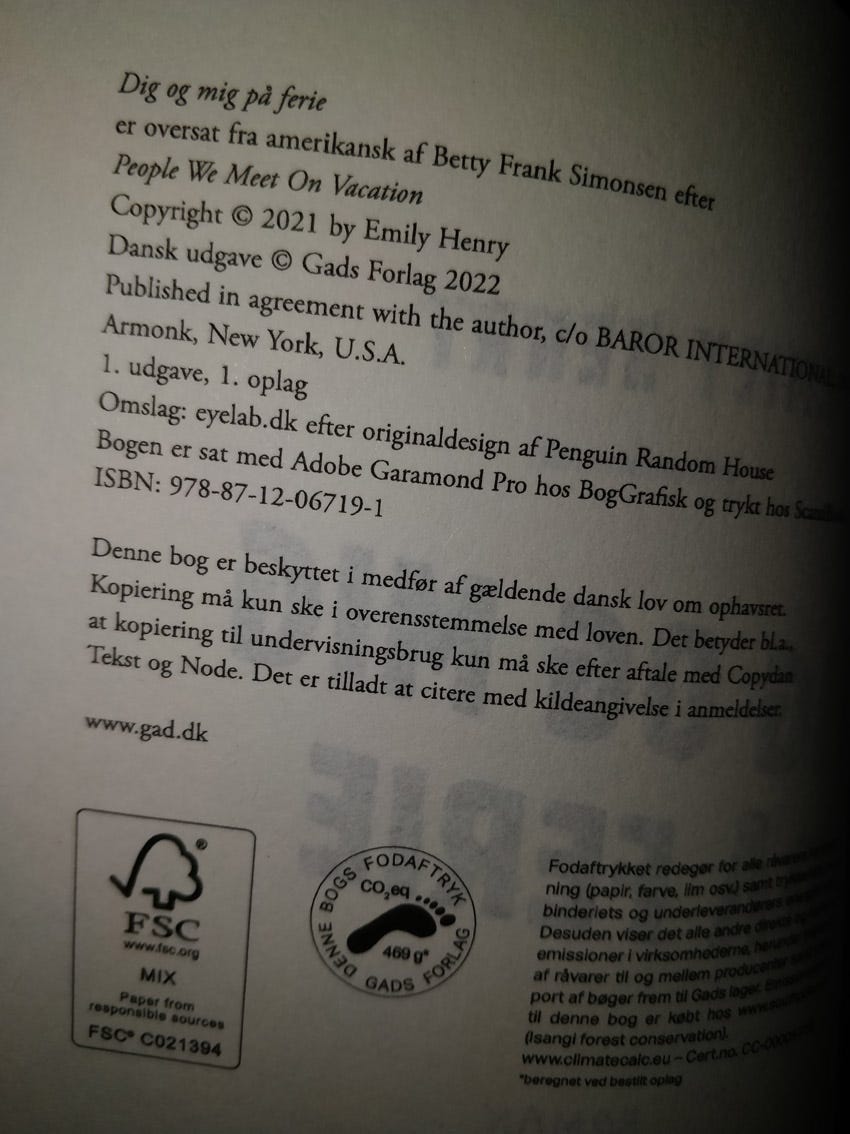 Dig og mig på ferie
er oversat fra amerikansk af Betty Frank Simonsen efter
People We Meet On Vacation
Copyright © 2021 by Emily Henry
Dansk udgave © Gads Forlag 2022
Published in agreement with the author, c/o BAROR INTERNATIONAL
Armonk, New York, U.S.A.
1. udgave, 1. oplag
Omslag: eyelab.dk efter originaldesign af Penguin Random House
Bogen er sat med Adobe Garamond Pro hos BogGrafisk og trykt hos
ISBN: 978-87-12-06719-1
Denne bog er beskyttet i medfør af gældende dansk lov om ophavsret.
Kopiering må kun ske i overensstemmelse med loven. Det betyder bl.a.,
at kopiering til undervisningsbrug kun må ske efter aftale med Copydan
Tekst og Node. Det er tilladt at citere med kildeangivelse i anmeldelser.
www.gad.dk
FSC®
www.fsc.org
MIX
Paper from
responsible sources
FSC® C021394
DENNE BOGS FODAFTRYK
CO₂eq
469 g*
GADS FORLAG
Fodaftrykket redegør for alle
ning (papir, farve, lim osv.) samt
binderiets og underleverandørers
Desuden viser det alle andre direkte
emissioner i virksomhederne, herunder
af råvarer til og mellem producenter
port af bøger frem til Gads lager.
til denne bog er købt hos
(Isangi forest conservation).
www.climatecalc.eu – Cert.no.
*beregnet ved bestilt oplag